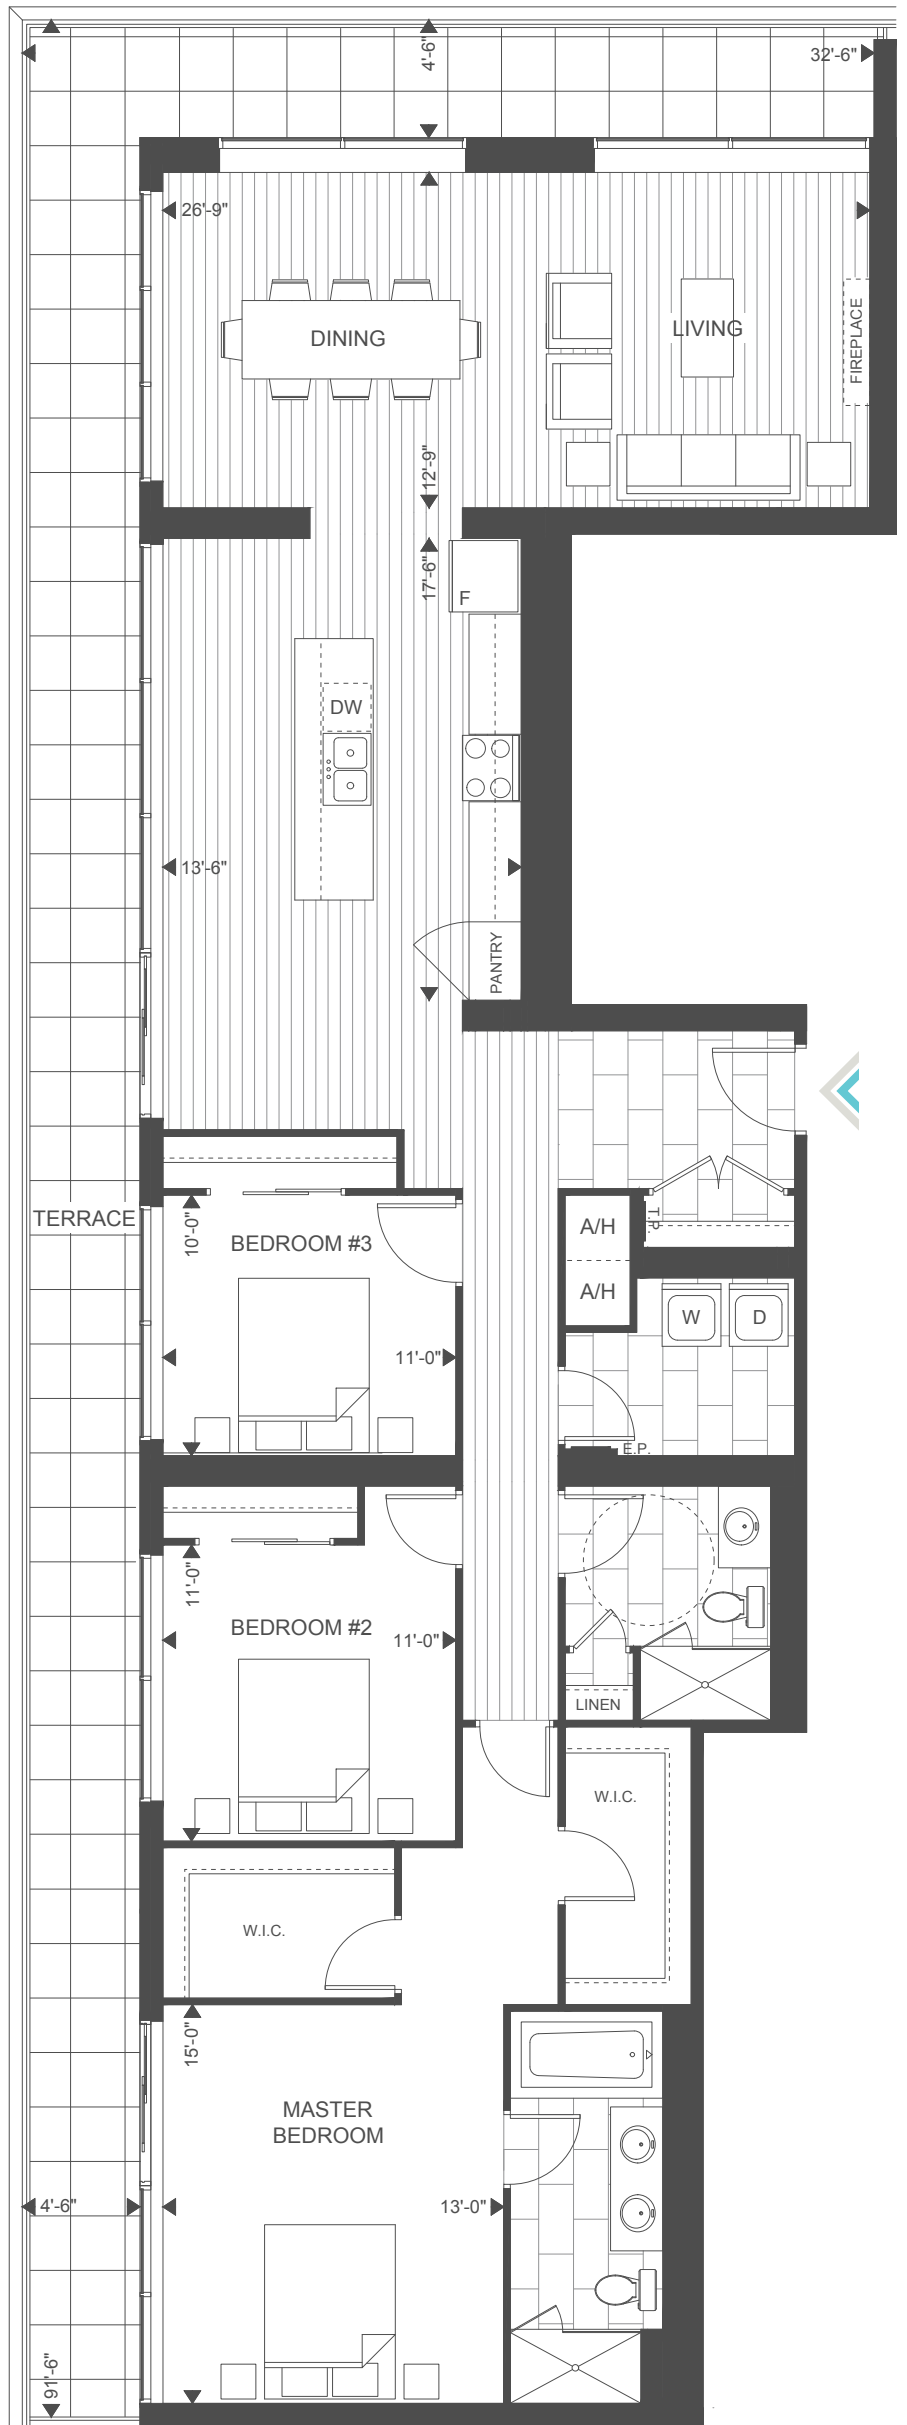 4'-6"
32'-6"
26'-9"
DINING
LIVING
FIREPLACE
12'-9"
17'-6"
F
DW
13'-6"
PANTRY
TERRACE
10'-0"
BEDROOM #3
A/H
T.P.
A/H
W
D
11'-0"
E.P.
11'-0"
BEDROOM #2
11'-0"
LINEN
W.I.C.
W.I.C.
15'-0"
MASTER
BEDROOM
4'-6"
13'-0"
91'-6"